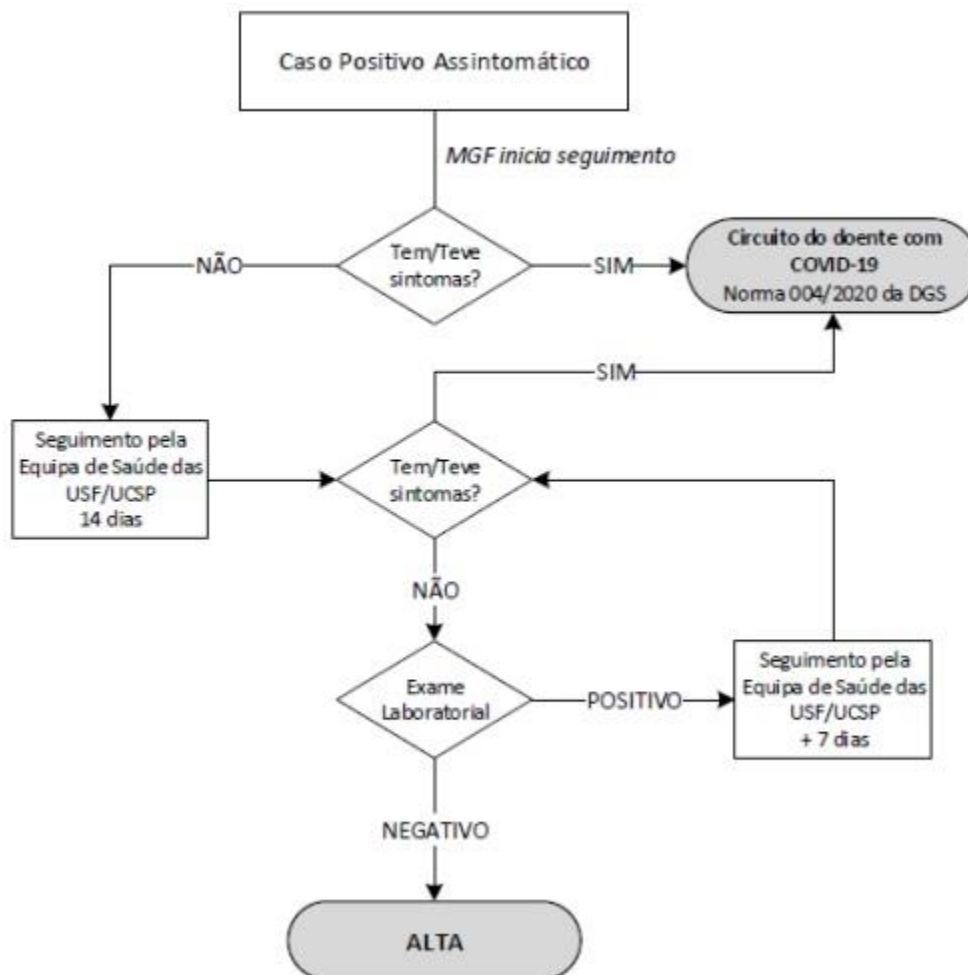 Caso Positivo Assintomático
MGF inicia seguimento
Tem/Teve
sintomas?
NÃO
SIM
Circuito do doente com
COVID-19
Norma 004/2020 da DGS
SIM
Seguimento pela
Equipa de Saúde das
USF/UCSP
14 dias
Tem/Teve
sintomas?
NÃO
Exame
Laboratorial
POSITIVO
Seguimento pela
Equipa de Saúde das
USF/UCSP
+ 7 dias
NEGATIVO
ALTA